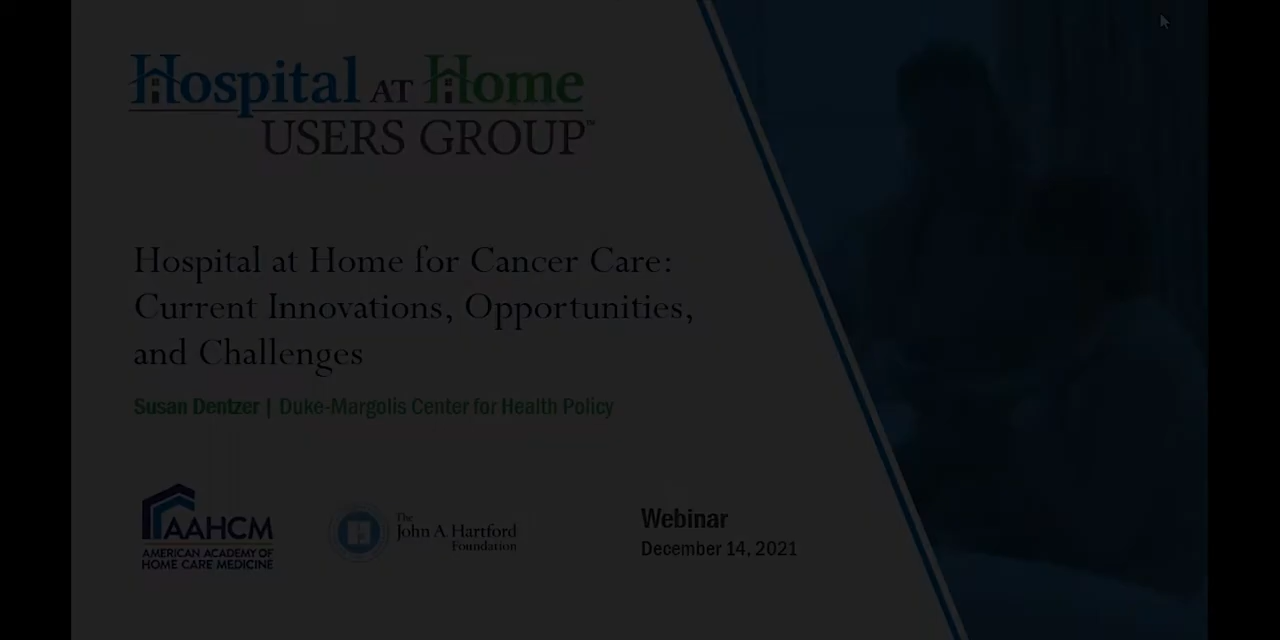 Hospital AT Home
USERS GROUP™
Hospital at Home for Cancer Care:
Current Innovations, Opportunities,
and Challenges
Susan Dentzer | Duke-Margolis Center for Health Policy
AAHCM
AMERICAN ACADEMY OF
HOME CARE MEDICINE
The
John A. Hartford
Foundation
Webinar
December 14, 2021